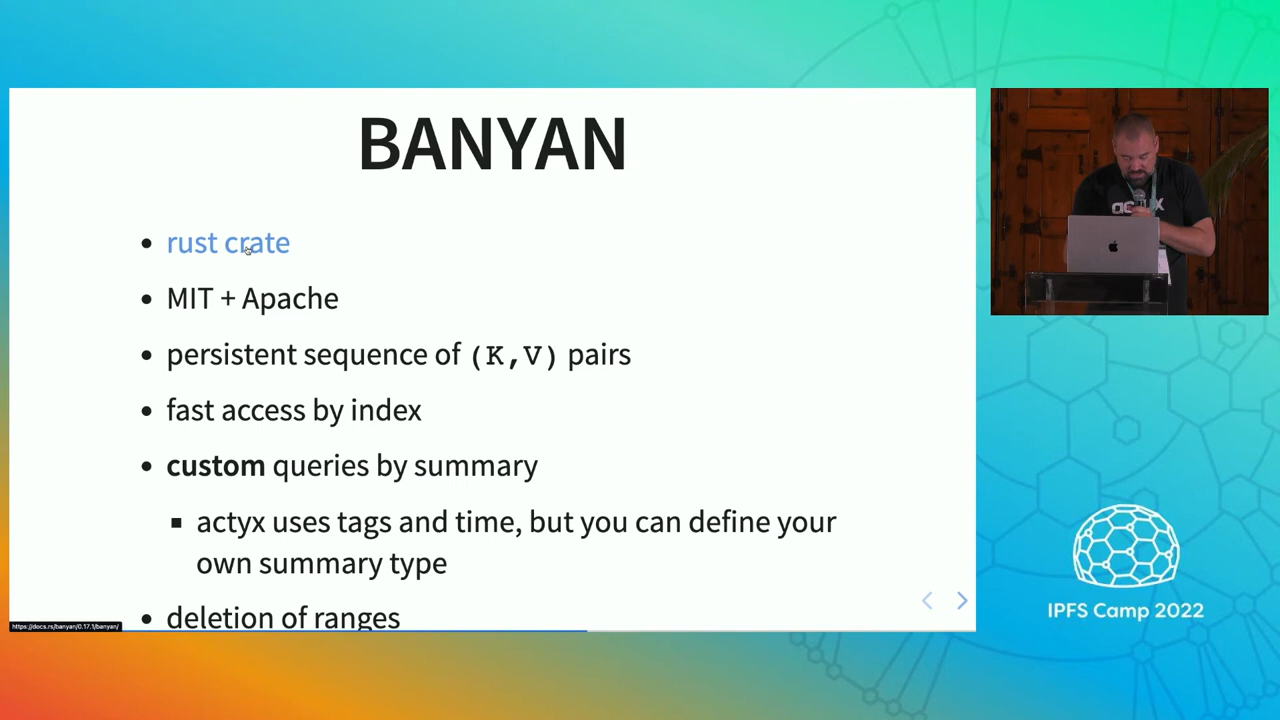 BANYAN
rust crate
MIT + Apache
persistent sequence of (K,V) pairs
fast access by index
custom queries by summary
actyx uses tags and time, but you can define your
own summary type
deletion of ranges
https://docs.rs/banyan/0.17.1/banyan/
IPFS Camp 2022